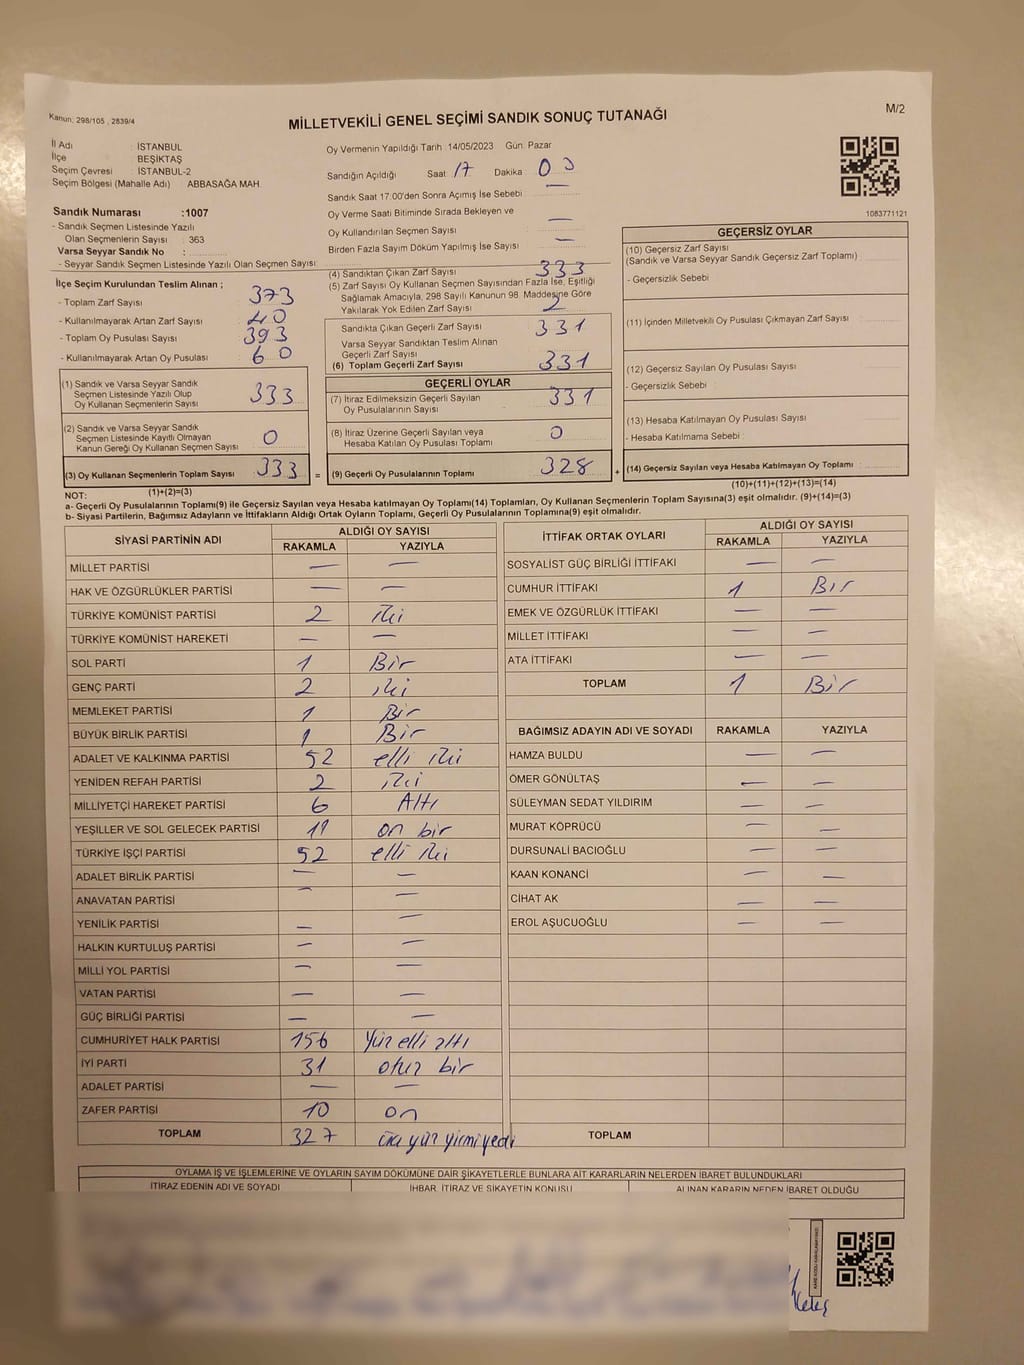 Kanun: 298/105 , 2839/4
MİLLETVEKİLİ GENEL SEÇİMİ SANDIK SONUÇ TUTANAĞI
M/2
İl Adı : İSTANBUL
İlçe BEŞİKTAŞ
Seçim Çevresi İSTANBUL-2
Seçim Bölgesi (Mahalle Adı) ABBASAĞA MAH.
Oy Vermenin Yapıldığı Tarih 14/05/2023 Gün: Pazar
Sandığın Açıldığı Saat 17 Dakika 03
Sandık Saat 17.00'den Sonra Açımış İse Sebebi —
Oy Verme Saati Bitiminde Sırada Bekleyen ve
Oy Kullandırılan Seçmen Sayısı —
Birden Fazla Sayım Döküm Yapılmış İse Sayısı —
1083771121
Sandık Numarası :1007
- Sandık Seçmen Listesinde Yazılı
Olan Seçmenlerin Sayısı : 363
Varsa Seyyar Sandık No :
- Seyyar Sandık Seçmen Listesinde Yazılı Olan Seçmen Sayısı:
İlçe Seçim Kurulundan Teslim Alınan ;
- Toplam Zarf Sayısı 373
- Kullanılmayarak Artan Zarf Sayısı 40
- Toplam Oy Pusulası Sayısı 393
- Kullanılmayarak Artan Oy Pusulası 60
(1) Sandık ve Varsa Seyyar Sandık
Seçmen Listesinde Yazılı Olup
Oy Kullanan Seçmenlerin Sayısı 333
(2) Sandık ve Varsa Seyyar Sandık
Seçmen Listesinde Kayıtlı Olmayan
Kanun Gereği Oy Kullanan Seçmen Sayısı 0
(3) Oy Kullanan Seçmenlerin Toplam Sayısı 333 =
(1)+(2)=(3)
(4) Sandıktan Çıkan Zarf Sayısı 333
(5) Zarf Sayısı Oy Kullanan Seçmen Sayısından Fazla İse, Eşitliği
Sağlamak Amacıyla, 298 Sayılı Kanunun 98. Maddesine Göre
Yakılarak Yok Edilen Zarf Sayısı 2
Sandıkta Çıkan Geçerli Zarf Sayısı 331
Varsa Seyyar Sandıktan Teslim Alınan
Geçerli Zarf Sayısı
(6) Toplam Geçerli Zarf Sayısı 331
GEÇERLİ OYLAR
(7) İtiraz Edilmeksizin Geçerli Sayılan
Oy Pusulalarının Sayısı 331
(8) İtiraz Üzerine Geçerli Sayılan veya
Hesaba Katılan Oy Pusulası Toplamı 0
(9) Geçerli Oy Pusulalarının Toplamı 328 +
GEÇERSİZ OYLAR
(10) Geçersiz Zarf Sayısı
(Sandık ve Varsa Seyyar Sandık Geçersiz Zarf Toplamı)
- Geçersizlik Sebebi
(11) İçinden Milletvekili Oy Pusulası Çıkmayan Zarf Sayısı :
(12) Geçersiz Sayılan Oy Pusulası Sayısı
- Geçersizlik Sebebi
(13) Hesaba Katılmayan Oy Pusulası Sayısı
- Hesaba Katılmama Sebebi :
(14) Geçersiz Sayılan veya Hesaba Katılmayan Oy Toplamı :
(10)+(11)+(12)+(13)=(14)
NOT:
a- Geçerli Oy Pusulalarının Toplamı(9) ile Geçersiz Sayılan veya Hesaba katılmayan Oy Toplamı(14) Toplamları, Oy Kullanan Seçmenlerin Toplam Sayısına(3) eşit olmalıdır. (9)+(14)=(3)
b- Siyasi Partilerin, Bağımsız Adayların ve İttifakların Aldığı Ortak Oyların Toplamı, Geçerli Oy Pusulalarının Toplamına(9) eşit olmalıdır.
SİYASİ PARTİNİN ADI ALDIĞI OY SAYISI
RAKAMLA YAZIYLA
MİLLET PARTİSİ — —
HAK VE ÖZGÜRLÜKLER PARTİSİ — —
TÜRKİYE KOMÜNİST PARTİSİ 2 iki
TÜRKİYE KOMÜNİST HAREKETİ — —
SOL PARTİ 1 Bir
GENÇ PARTİ 2 iki
MEMLEKET PARTİSİ 1 Bir
BÜYÜK BİRLİK PARTİSİ 1 Bir
ADALET VE KALKINMA PARTİSİ 52 elli iki
YENİDEN REFAH PARTİSİ 2 iki
MİLLİYETÇİ HAREKET PARTİSİ 6 Altı
YEŞİLLER VE SOL GELECEK PARTİSİ 11 on bir
TÜRKİYE İŞÇİ PARTİSİ 52 elli iki
ADALET BİRLİK PARTİSİ — —
ANAVATAN PARTİSİ — —
YENİLİK PARTİSİ — —
HALKIN KURTULUŞ PARTİSİ — —
MİLLİ YOL PARTİSİ — —
VATAN PARTİSİ — —
GÜÇ BİRLİĞİ PARTİSİ — —
CUMHURİYET HALK PARTİSİ 156 Yüz elli altı
İYİ PARTİ 31 otuz bir
ADALET PARTİSİ — —
ZAFER PARTİSİ 10 on
TOPLAM 327 üç yüz yirmi yedi
İTTİFAK ORTAK OYLARI ALDIĞI OY SAYISI
RAKAMLA YAZIYLA
SOSYALİST GÜÇ BİRLİĞİ İTTİFAKI — —
CUMHUR İTTİFAKI 1 Bir
EMEK VE ÖZGÜRLÜK İTTİFAKI — —
MİLLET İTTİFAKI — —
ATA İTTİFAKI — —
TOPLAM 1 Bir
BAĞIMSIZ ADAYIN ADI VE SOYADI RAKAMLA YAZIYLA
HAMZA BULDU — —
ÖMER GÖNÜLTAŞ — —
SÜLEYMAN SEDAT YILDIRIM — —
MURAT KÖPRÜCÜ — —
DURSUNALİ BACIOĞLU — —
KAAN KONANCİ — —
CİHAT AK — —
EROL AŞUCUOĞLU — —
TOPLAM
OYLAMA İŞ VE İŞLEMLERİNE VE OYLARIN SAYIM DÖKÜMÜNE DAİR ŞİKAYETLERLE BUNLARA AİT KARARLARIN NELERDEN İBARET BULUNDUKLARI
İTİRAZ EDENİN ADI VE SOYADI İHBAR, İTİRAZ VE ŞİKAYETİN KONUSU ALINAN KARARIN NEDEN İBARET OLDUĞU